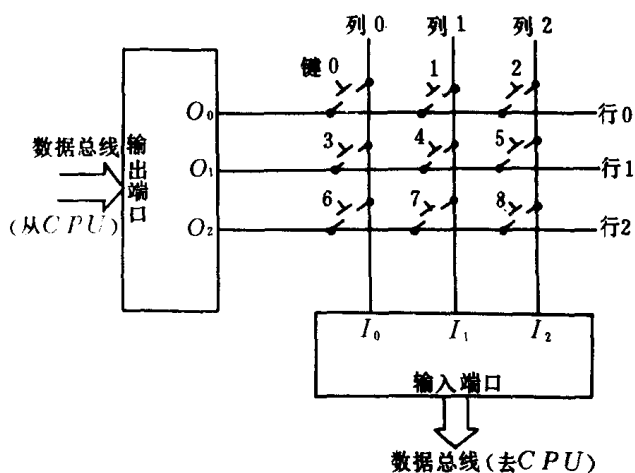 列0 列1 列2
键0 1 2
O₀ 行0
数据总线
输出端口
3 4 5
O₁ 行1
(从CPU)
6 7 8
O₂ 行2
I₀ I₁ I₂
输入端口
数据总线(去CPU)